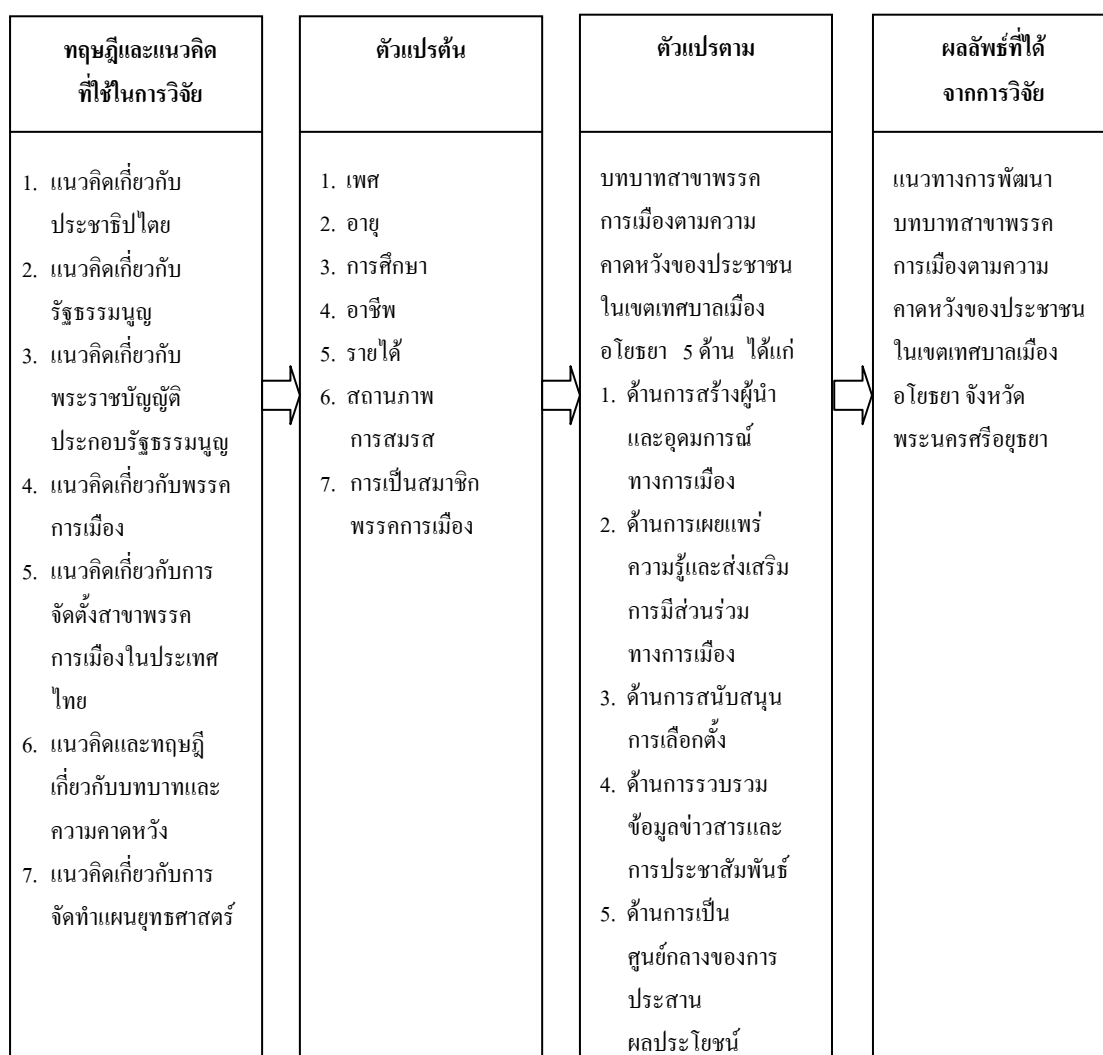 ทฤษฎีและแนวคิด
ที่ใช้ในการวิจัย
1. แนวคิดเกี่ยวกับ
ประชาธิปไตย
2. แนวคิดเกี่ยวกับ
รัฐธรรมนูญ
3. แนวคิดเกี่ยวกับ
พระราชบัญญัติ
ประกอบรัฐธรรมนูญ
4. แนวคิดเกี่ยวกับพรรค
การเมือง
5. แนวคิดเกี่ยวกับการ
จัดตั้งสาขาพรรค
การเมืองในประเทศ
ไทย
6. แนวคิดและทฤษฎี
เกี่ยวกับบทบาทและ
ความคาดหวัง
7. แนวคิดเกี่ยวกับการ
จัดทำแผนยุทธศาสตร์
ตัวแปรต้น
1. เพศ
2. อายุ
3. การศึกษา
4. อาชีพ
5. รายได้
6. สถานภาพ
การสมรส
7. การเป็นสมาชิก
พรรคการเมือง
ตัวแปรตาม
บทบาทสาขาพรรค
การเมืองตามความ
คาดหวังของประชาชน
ในเขตเทศบาลเมือง
อโยธยา 5 ด้าน ได้แก่
1. ด้านการสร้างผู้นำ
และอุดมการณ์
ทางการเมือง
2. ด้านการเผยแพร่
ความรู้และส่งเสริม
การมีส่วนร่วม
ทางการเมือง
3. ด้านการสนับสนุน
การเลือกตั้ง
4. ด้านการรวบรวม
ข้อมูลข่าวสารและ
การประชาสัมพันธ์
5. ด้านการเป็น
ศูนย์กลางของการ
ประสาน
ผลประโยชน์
ผลลัพธ์ที่ได้
จากการวิจัย
แนวทางการพัฒนา
บทบาทสาขาพรรค
การเมืองตามความ
คาดหวังของประชาชน
ในเขตเทศบาลเมือง
อโยธยา จังหวัด
พระนครศรีอยุธยา